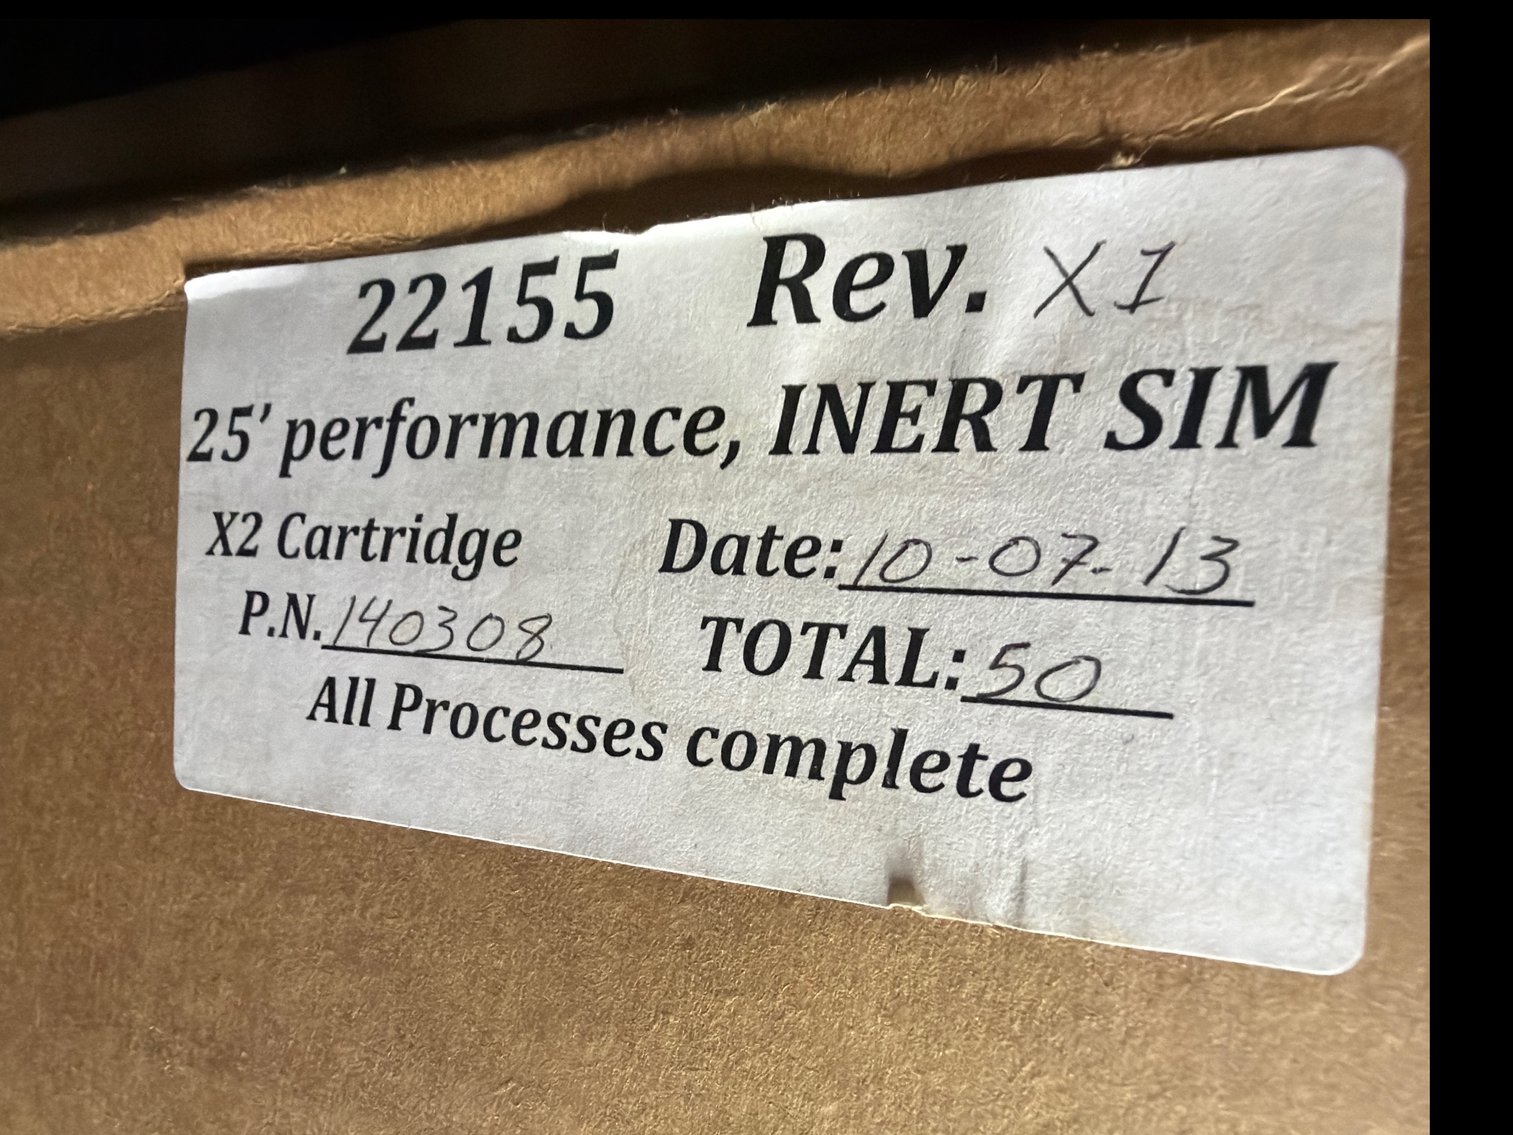 22155 Rev. X1
25' performance, INERT SIM
X2 Cartridge Date: 10-07-13
P.N. 140308 TOTAL: 50
All Processes complete